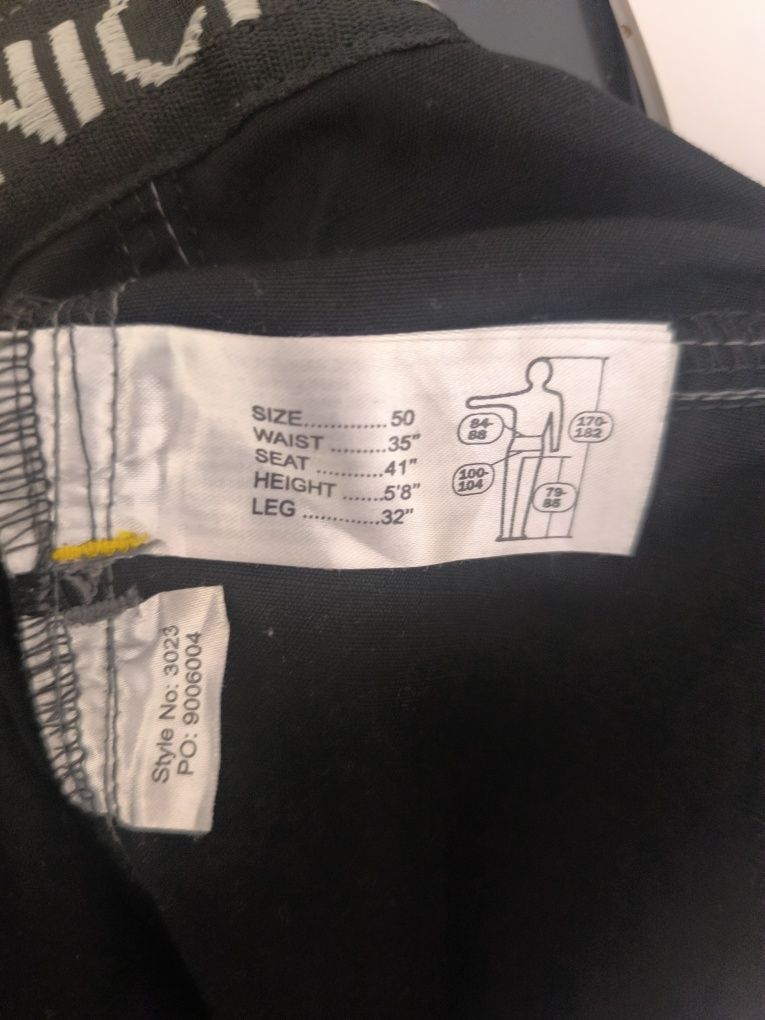 NICK
SIZE.............50
WAIST .........35"
SEAT ...........41"
HEIGHT .......5'8"
LEG .............32"
84-
88
170-
182
100-
104
79-
85
Style No: 3023
PO: 9006004